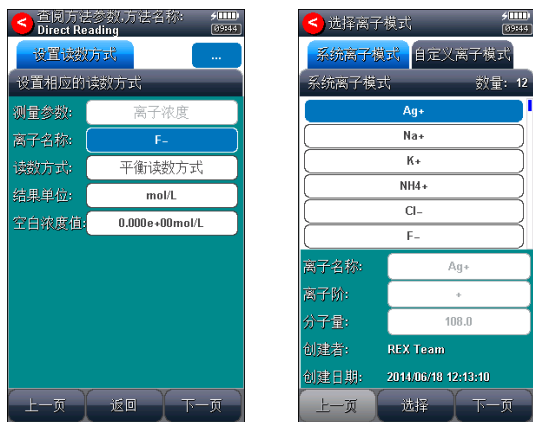 查阅方法参数,方法名称:
Direct Reading
09:44
设置读数方式
...
设置相应的读数方式
测量参数: 离子浓度
离子名称: F-
读数方式: 平衡读数方式
结果单位: mol/L
空白浓度值: 0.000e+00mol/L
上一页 返回 下一页
选择离子模式
09:44
系统离子模式 自定义离子模式
系统离子模式 数量: 12
Ag+
Na+
K+
NH4+
Cl-
F-
离子名称: Ag+
离子阶: +
分子量: 108.0
创建者: REX Team
创建日期: 2014/06/18 12:13:10
上一页 选择 下一页